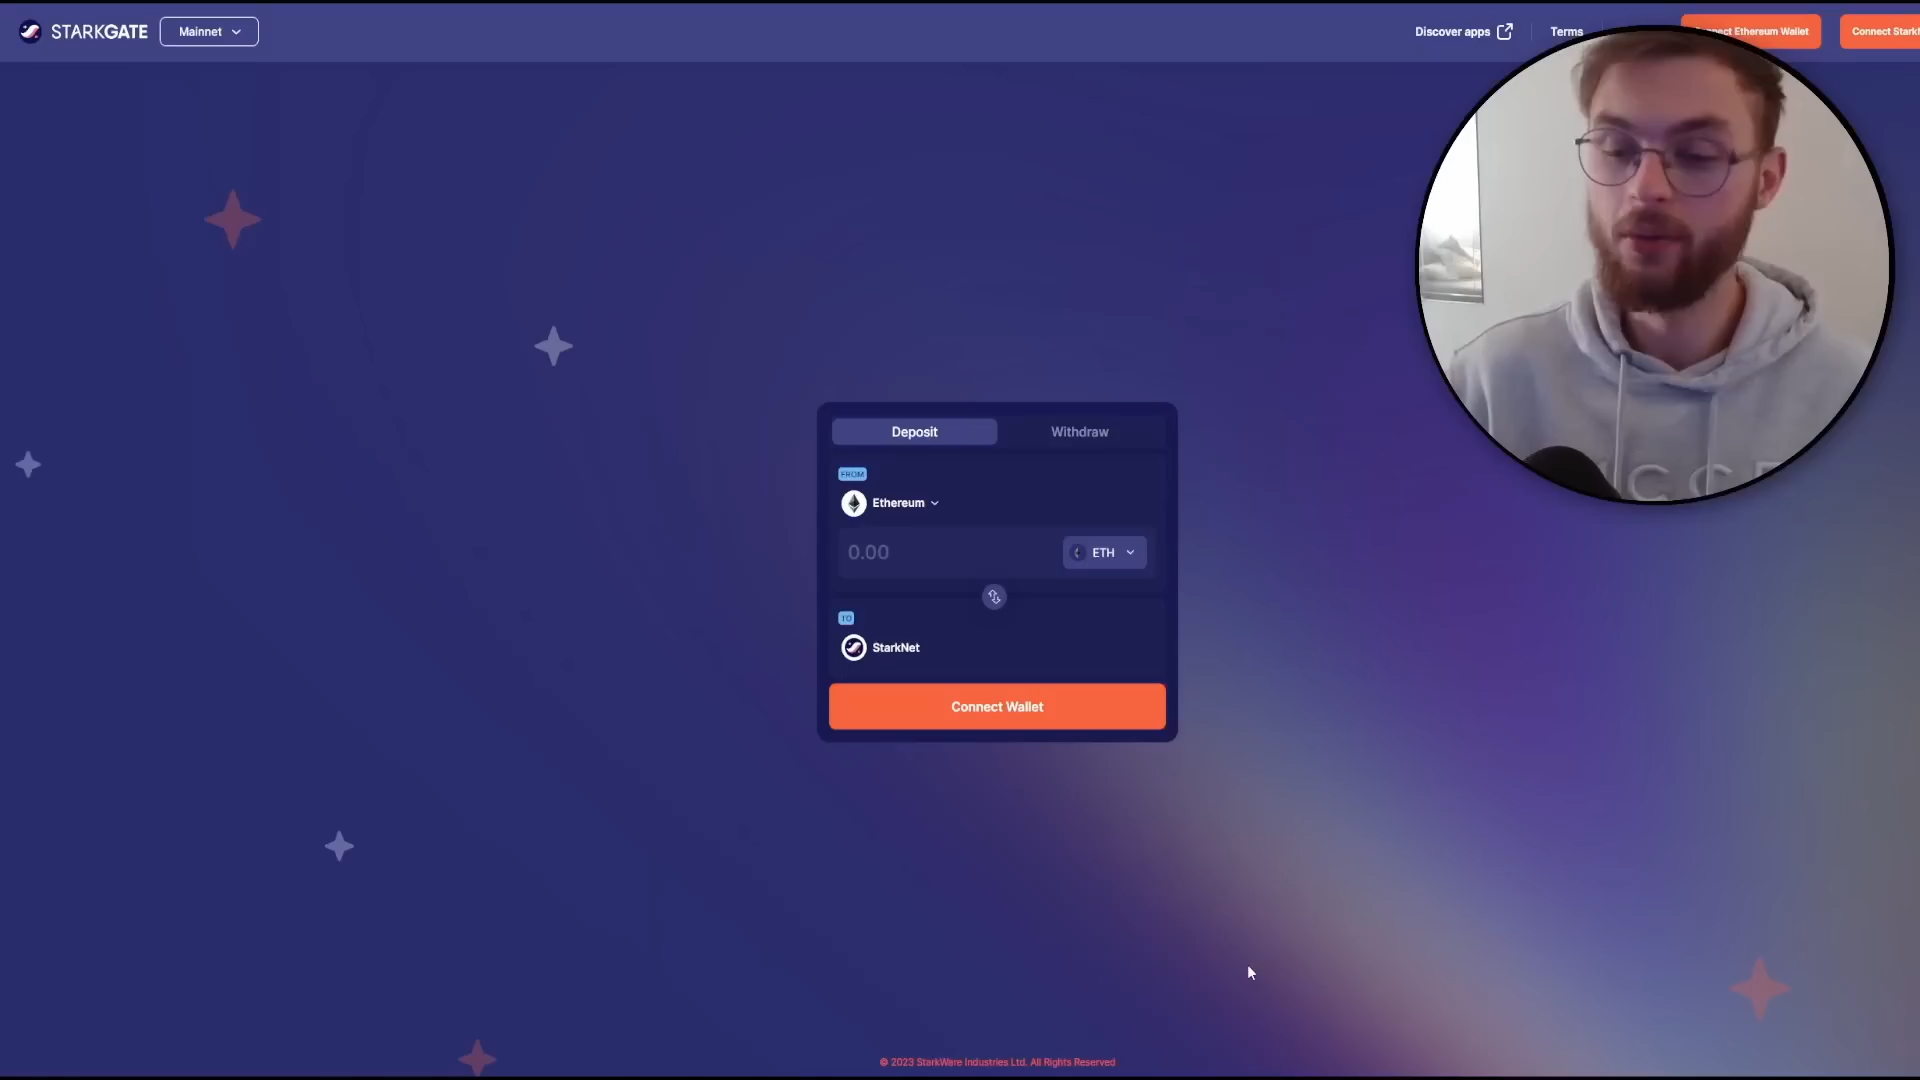 STARKGATE
Mainnet
Discover apps
Terms
Ethereum Wallet
Connect
Deposit
Withdraw
FROM
Ethereum
0.00
ETH
TO
StarkNet
Connect Wallet
© 2023 StarkWare Industries Ltd. All Rights Reserved